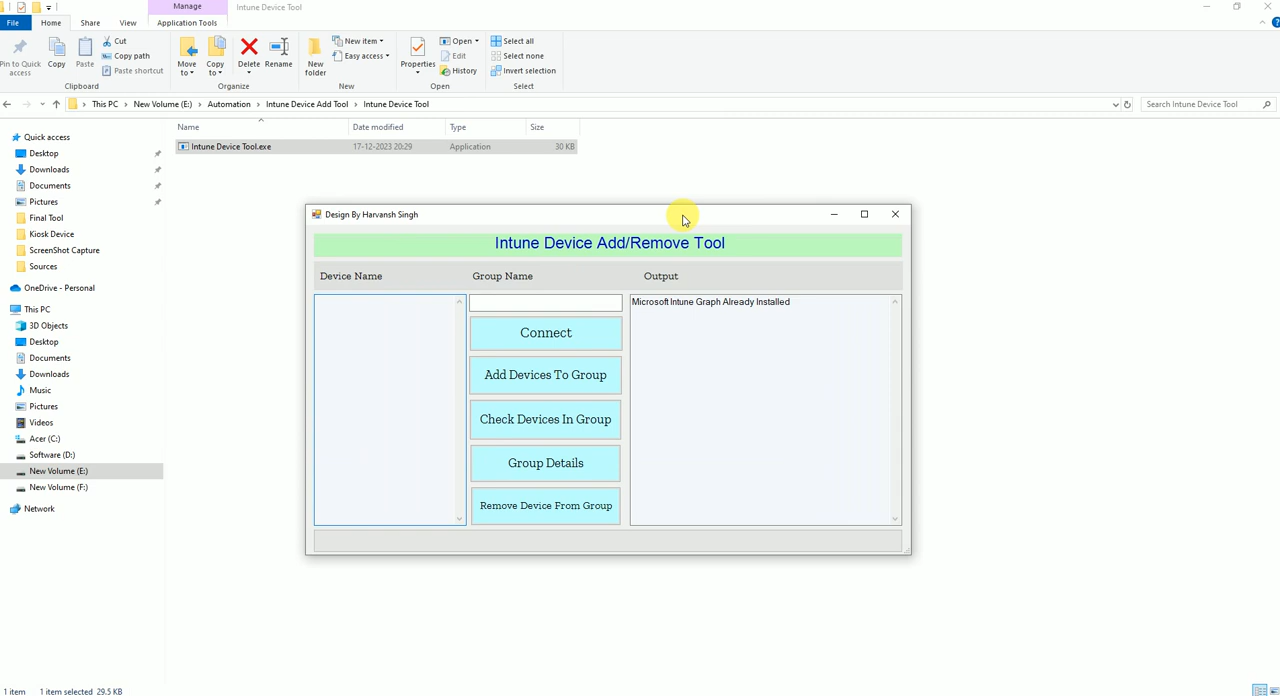 Manage
Intune Device Tool
File
Home
Share
View
Application Tools
Pin to Quick access
Copy
Paste
Cut
Copy path
Paste shortcut
Clipboard
Move to
Copy to
Delete
Rename
Organize
New folder
New item
Easy access
New
Properties
Open
Edit
History
Open
Select all
Select none
Invert selection
Select
This PC > New Volume (E:) > Automation > Intune Device Add Tool > Intune Device Tool
Search Intune Device Tool
Name
Date modified
Type
Size
Intune Device Tool.exe
17-12-2023 20:29
Application
30 KB
Quick access
Desktop
Downloads
Documents
Pictures
Final Tool
Kiosk Device
ScreenShot Capture
Sources
OneDrive - Personal
This PC
3D Objects
Desktop
Documents
Downloads
Music
Pictures
Videos
Acer (C:)
Software (D:)
New Volume (E:)
New Volume (F:)
Network
Design By Harvansh Singh
Intune Device Add/Remove Tool
Device Name
Group Name
Output
Microsoft Intune Graph Already Installed
Connect
Add Devices To Group
Check Devices In Group
Group Details
Remove Device From Group
1 item
1 item selected 29.5 KB